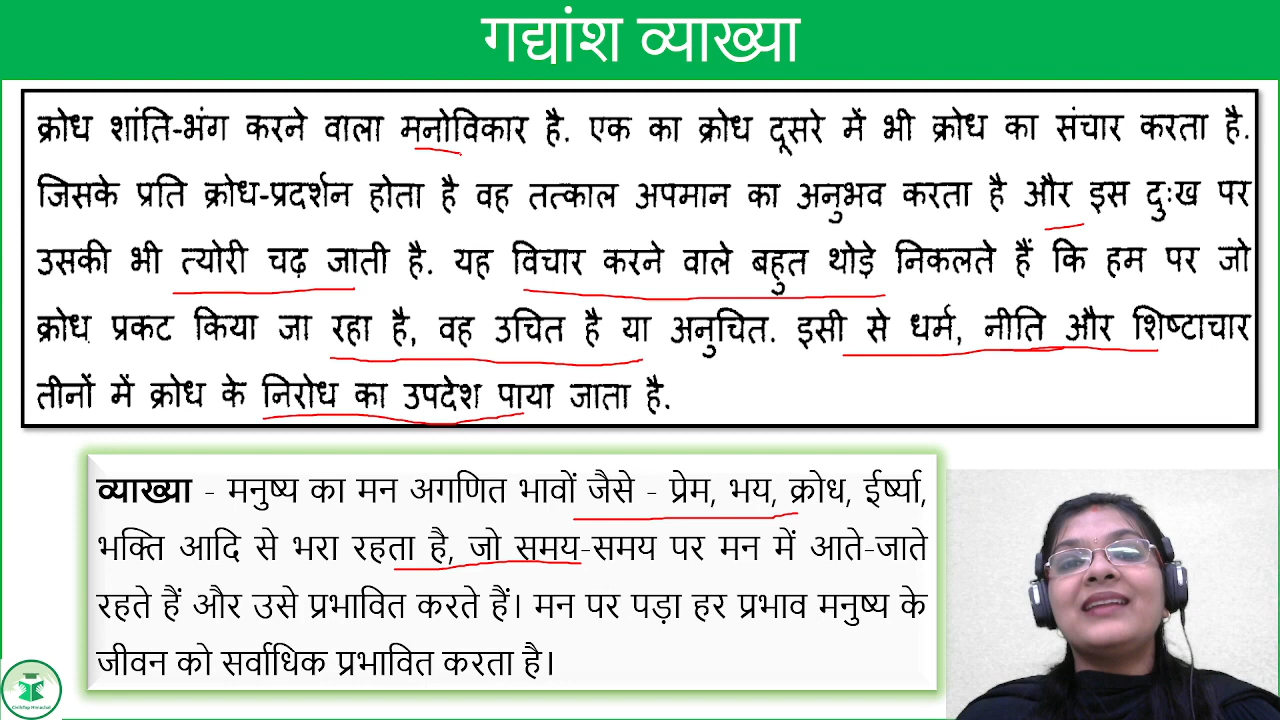 गद्यांश व्याख्या
क्रोध शांति-भंग करने वाला मनोविकार है. एक का क्रोध दूसरे में भी क्रोध का संचार करता है.
जिसके प्रति क्रोध-प्रदर्शन होता है वह तत्काल अपमान का अनुभव करता है और इस दुःख पर
उसकी भी त्योरी चढ़ जाती है. यह विचार करने वाले बहुत थोड़े निकलते हैं कि हम पर जो
क्रोध प्रकट किया जा रहा है, वह उचित है या अनुचित. इसी से धर्म, नीति और शिष्टाचार
तीनों में क्रोध के निरोध का उपदेश पाया जाता है.
व्याख्या - मनुष्य का मन अगणित भावों जैसे - प्रेम, भय, क्रोध, ईर्ष्या,
भक्ति आदि से भरा रहता है, जो समय-समय पर मन में आते-जाते
रहते हैं और उसे प्रभावित करते हैं। मन पर पड़ा हर प्रभाव मनुष्य के
जीवन को सर्वाधिक प्रभावित करता है।